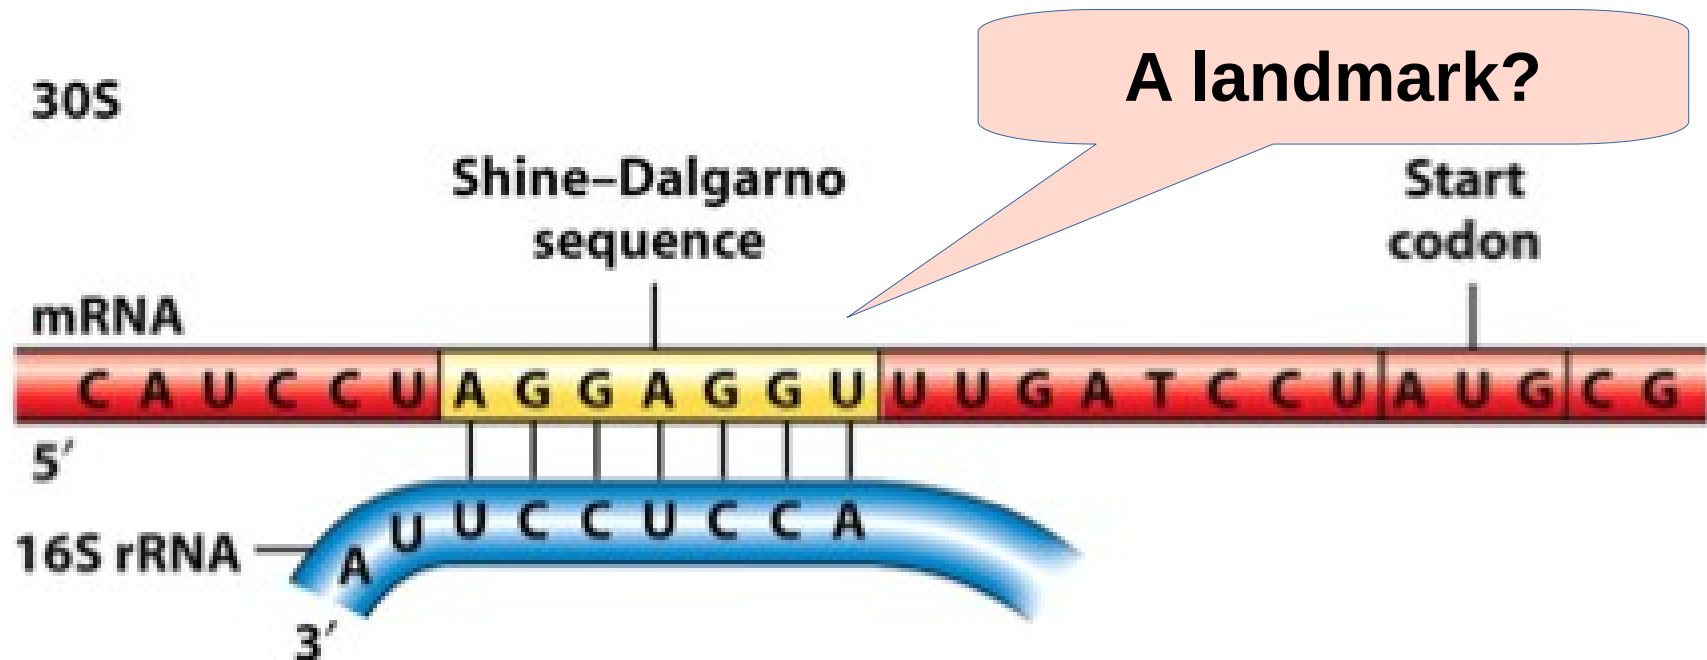 A landmark?
30S
Shine–Dalgarno
sequence
Start
codon
mRNA
C A U C C U A G G A G G U U U G A T C C U A U G C G
5′
U U C C U C C A
16S rRNA
A
3′